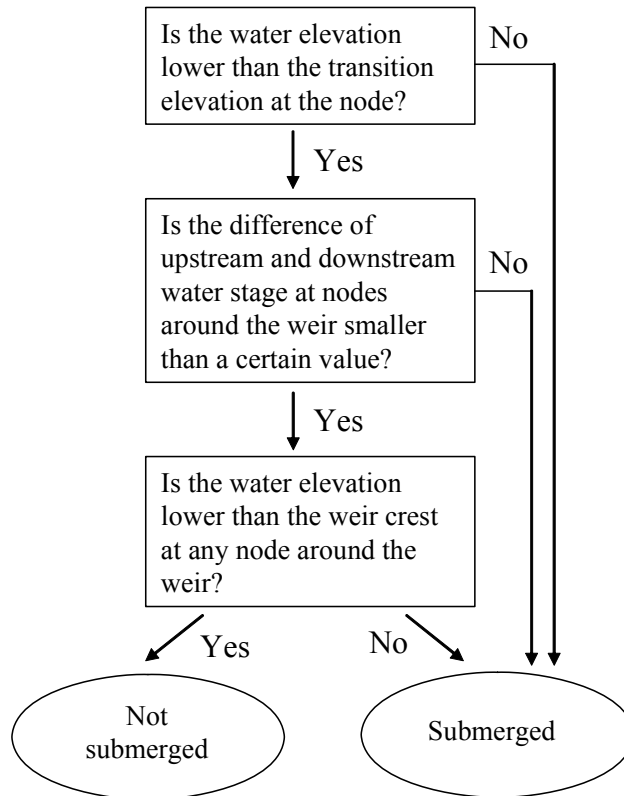 Is the water elevation
lower than the transition
elevation at the node?
No
Yes
Is the difference of
upstream and downstream
water stage at nodes
around the weir smaller
than a certain value?
No
Yes
Is the water elevation
lower than the weir crest
at any node around the
weir?
Yes
No
Not
submerged
Submerged